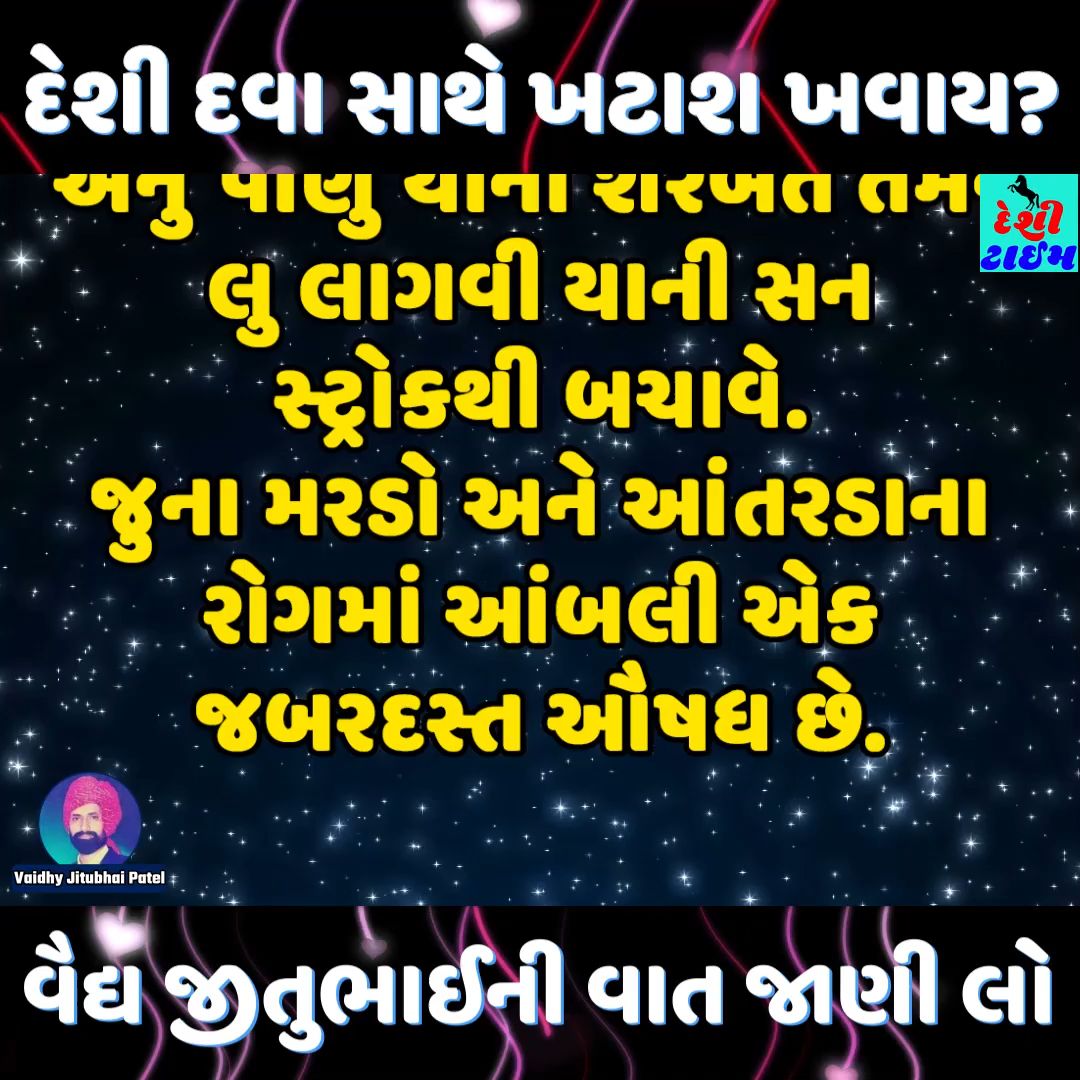 દેશી દવા સાથે ખટાશ ખવાય?
દેશી
ટાઈમ
લુ લાગવી યાની સન
સ્ટ્રોકથી બચાવે.
જુના મરડો અને આંતરડાના
રોગમાં આંબલી એક
જબરદસ્ત ઔષધ છે.
Vaidhy Jitubhai Patel
વૈદ્ય જીતુભાઈની વાત જાણી લો